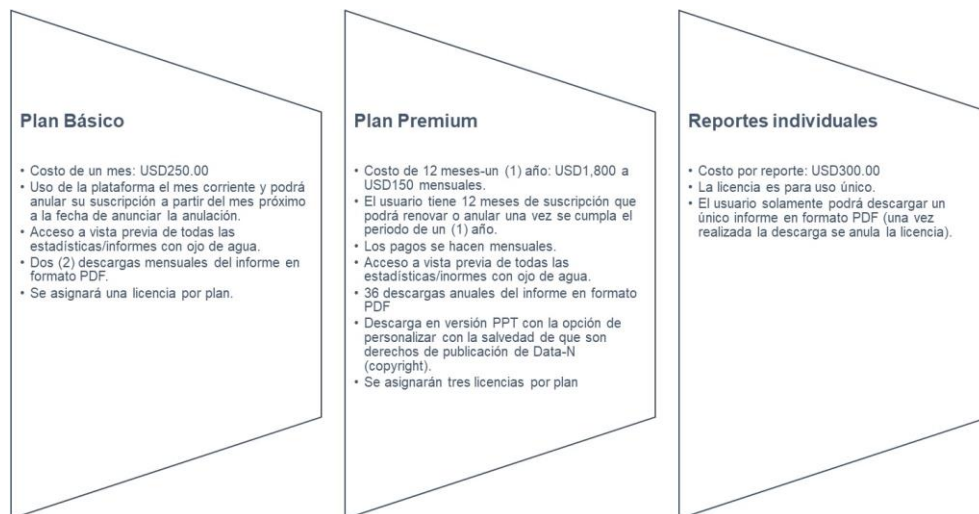 Plan Básico
• Costo de un mes: USD250.00
• Uso de la plataforma el mes corriente y podrá
anular su suscripción a partir del mes próximo
a la fecha de anunciar la anulación.
• Acceso a vista previa de todas las
estadísticas/informes con ojo de agua.
• Dos (2) descargas mensuales del informe en
formato PDF.
• Se asignará una licencia por plan.
Plan Premium
• Costo de 12 meses-un (1) año: USD1,800 a
USD150 mensuales.
• El usuario tiene 12 meses de suscripción que
podrá renovar o anular una vez se cumpla el
periodo de un (1) año.
• Los pagos se hacen mensuales.
• Acceso a vista previa de todas las
estadísticas/inormes con ojo de agua.
• 36 descargas anuales del informe en formato
PDF
• Descarga en versión PPT con la opción de
personalizar con la salvedad de que son
derechos de publicación de Data-N
(copyright).
• Se asignarán tres licencias por plan
Reportes individuales
• Costo por reporte: USD300.00
• La licencia es para uso único.
• El usuario solamente podrá descargar un
único informe en formato PDF (una vez
realizada la descarga se anula la licencia).